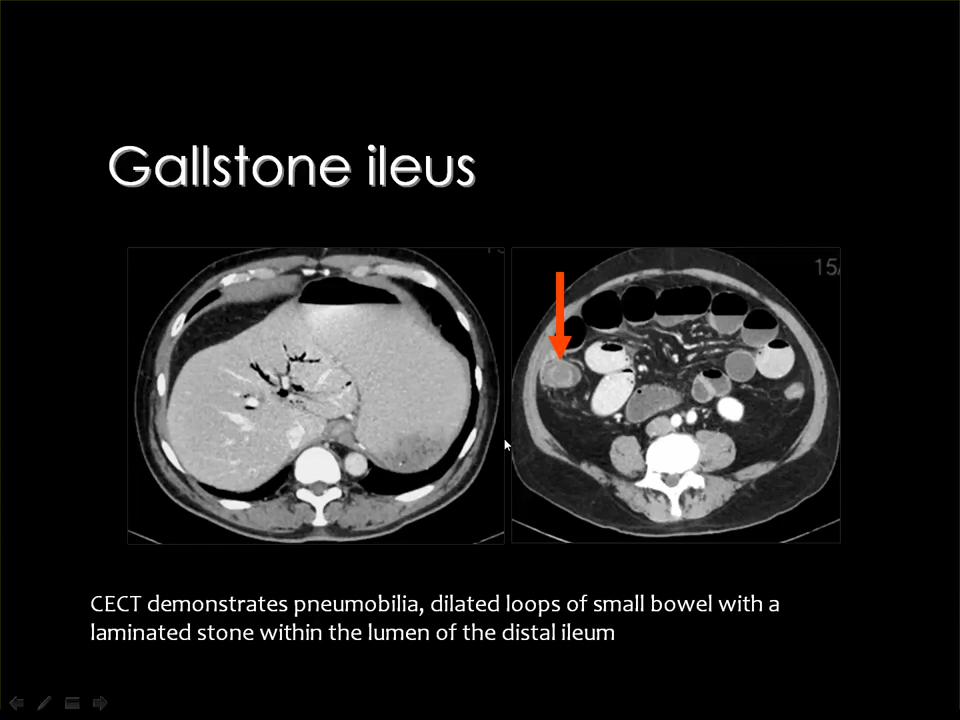 Gallstone ileus
15/
CECT demonstrates pneumobilia, dilated loops of small bowel with a
laminated stone within the lumen of the distal ileum